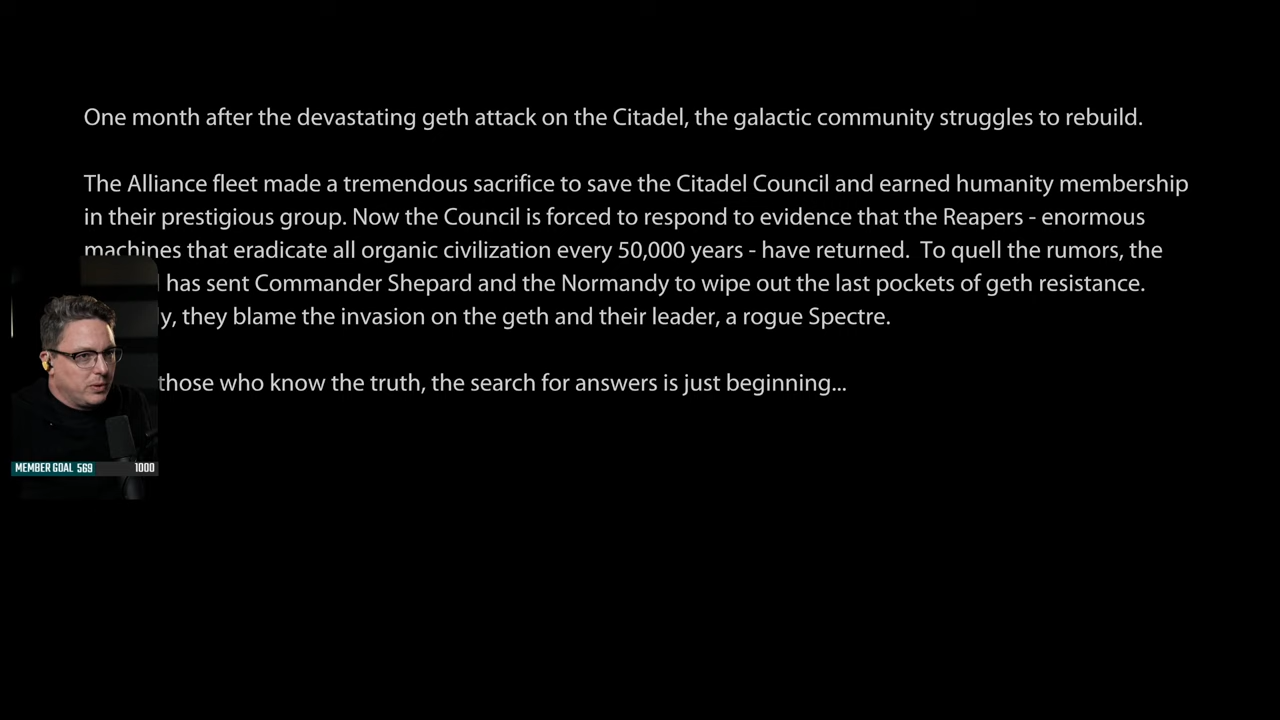 One month after the devastating geth attack on the Citadel, the galactic community struggles to rebuild.
The Alliance fleet made a tremendous sacrifice to save the Citadel Council and earned humanity membership
in their prestigious group. Now the Council is forced to respond to evidence that the Reapers - enormous
machines that eradicate all organic civilization every 50,000 years - have returned. To quell the rumors, the
has sent Commander Shepard and the Normandy to wipe out the last pockets of geth resistance.
they blame the invasion on the geth and their leader, a rogue Spectre.
those who know the truth, the search for answers is just beginning...
MEMBER GOAL 569 1000